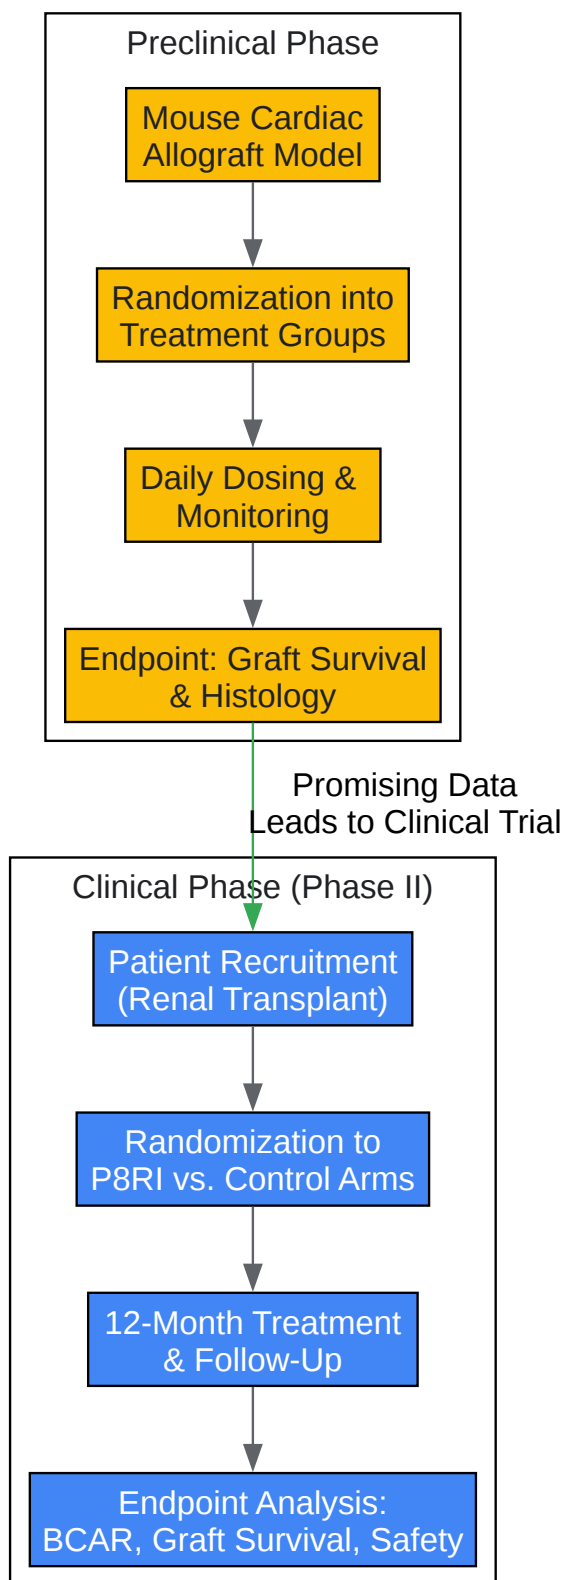 Preclinical Phase
Mouse Cardiac
Allograft Model
Randomization into
Treatment Groups
Daily Dosing &
Monitoring
Endpoint: Graft Survival
& Histology
Promising Data
Leads to Clinical Trial
Clinical Phase (Phase II)
Patient Recruitment
(Renal Transplant)
Randomization to
P8RI vs. Control Arms
12-Month Treatment
& Follow-Up
Endpoint Analysis:
BCAR, Graft Survival, Safety